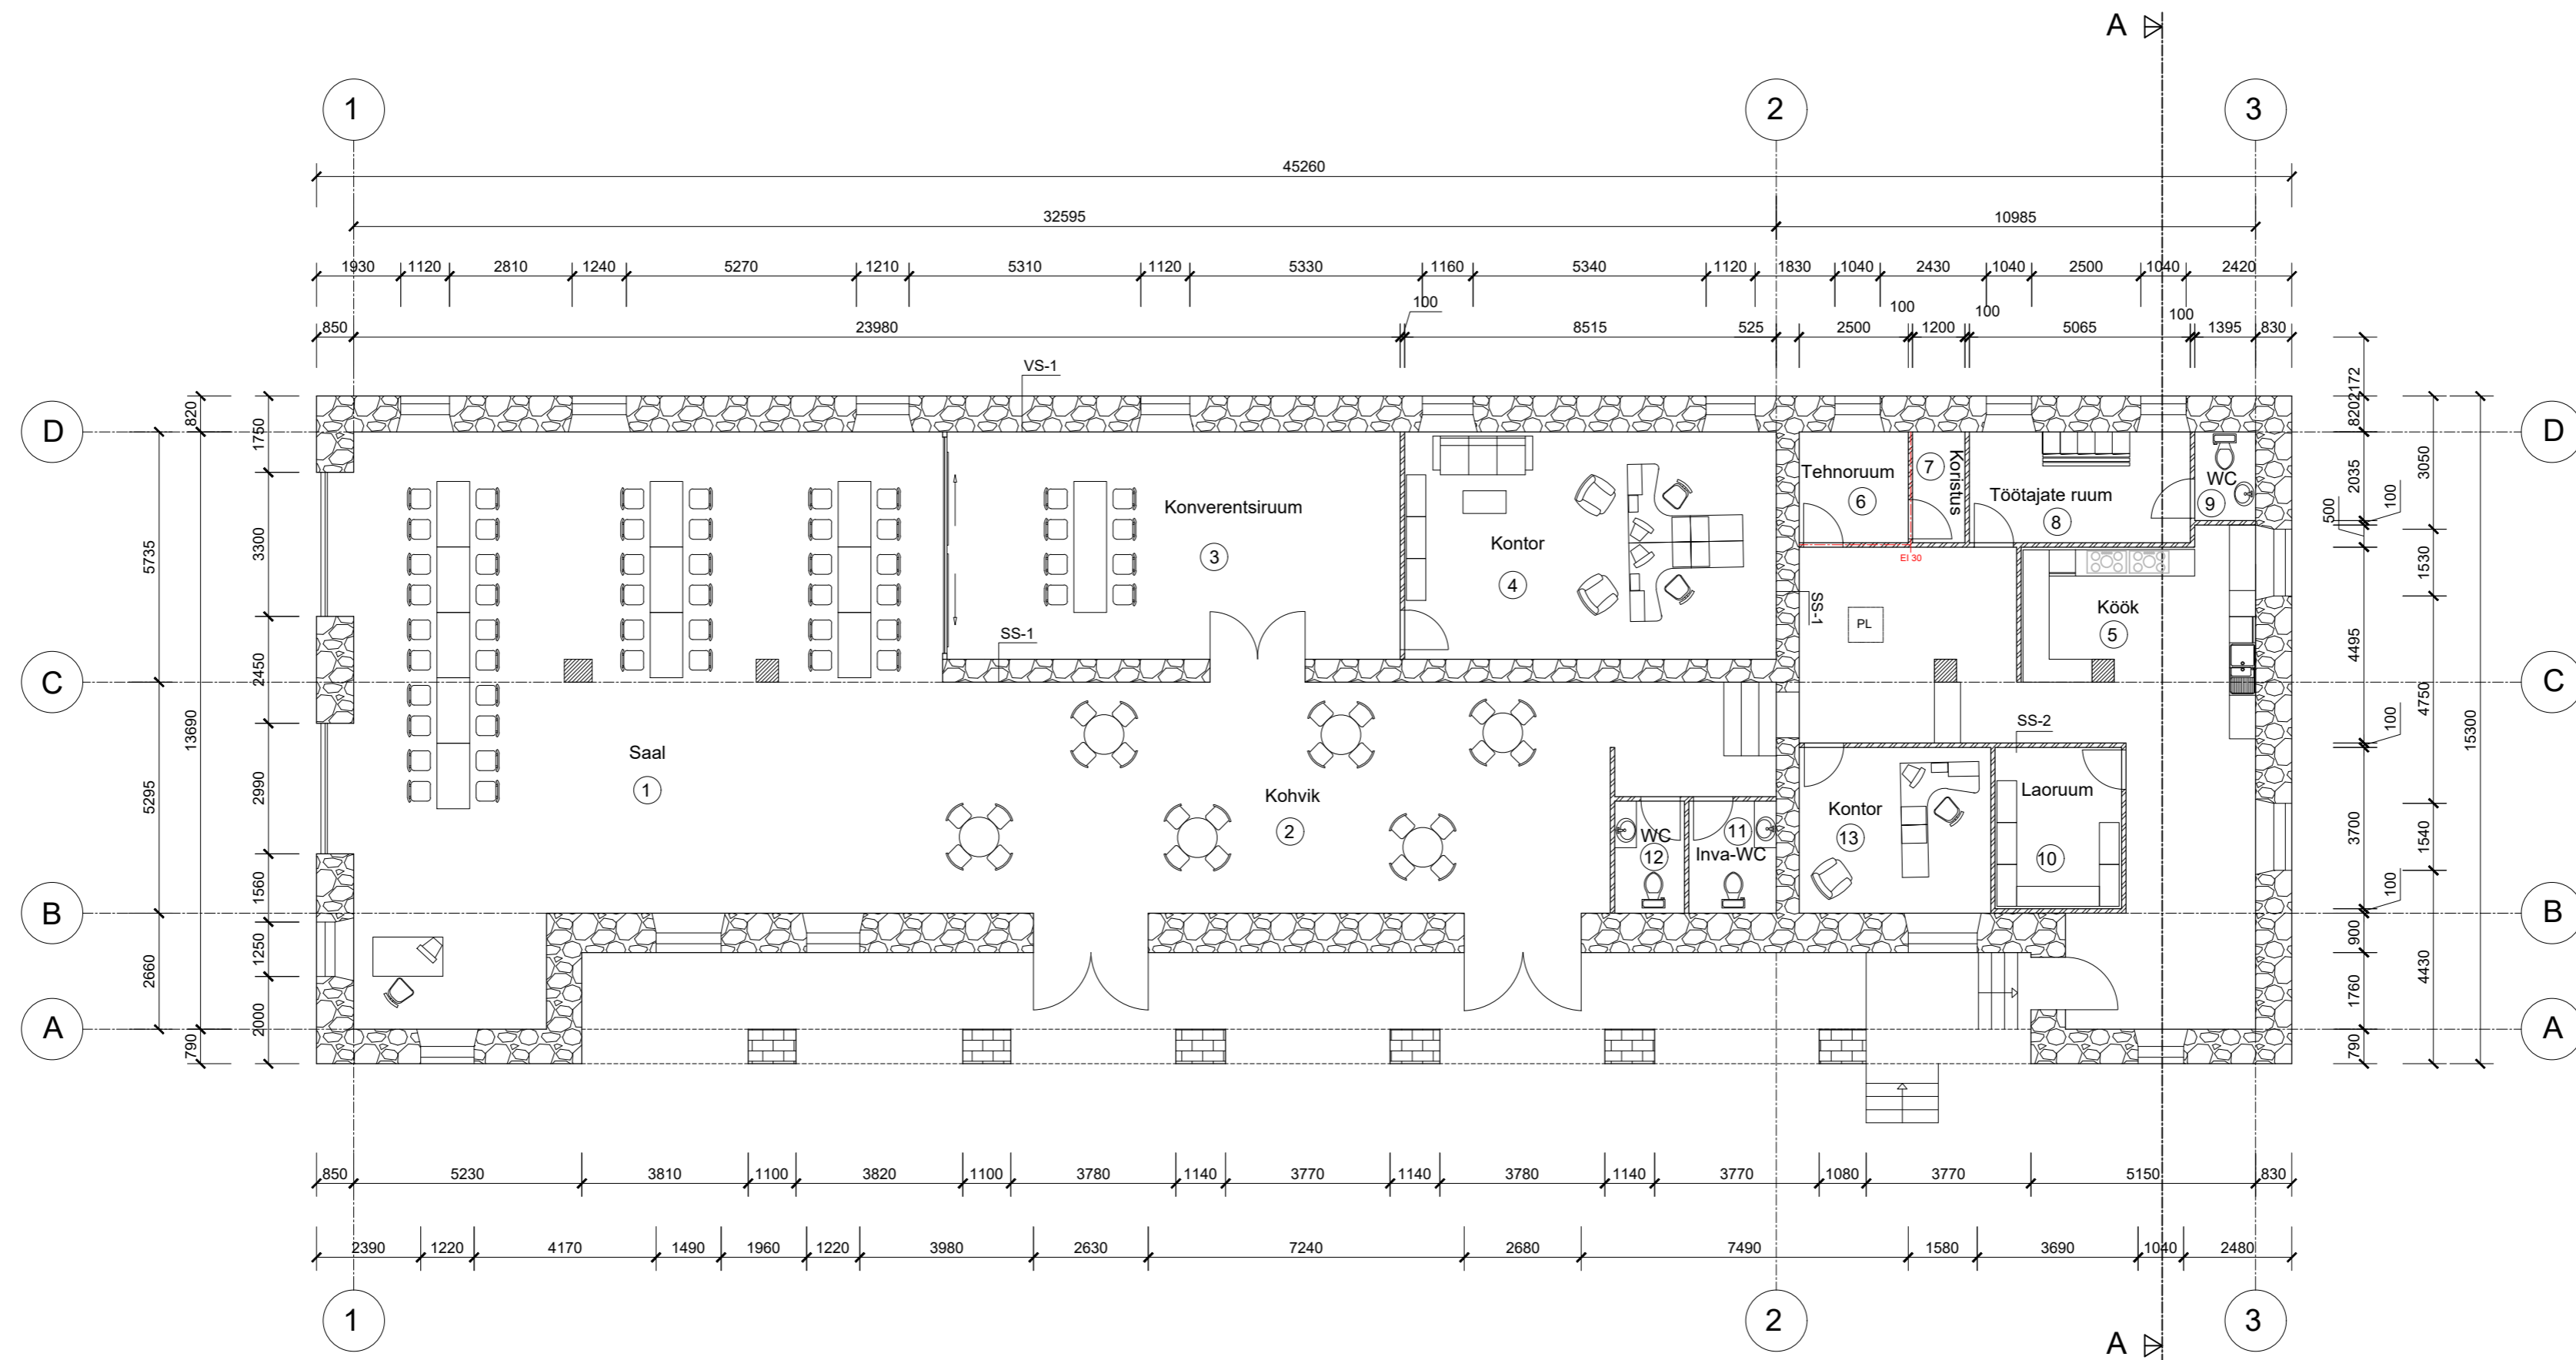 A
1 2 3
45260
32595 10985
1930 1120 2810 1240 5270 1210 5310 1120 5330 1160 5340 1120 1830 1040 2430 1040 2500 1040 2420
100 100 100 100
850 23980 8515 525 2500 1200 5065 1395 830
VS-1
D D
C C
B B
A A
820 13690 790
5735 5295 2660
1750 3300 2450 2990 1560 1250 2000
2172 820 2035 500 100 4495 100 3700 100 900 1760 790
3050 1530 4750 1540 4430
15300
Konverentsiruum
3
Kontor
4
Tehnoruum
6
7
Koristus
Töötajate ruum
8
WC
9
EI 30
SS-1
SS-1
PL
Köök
5
SS-2
Saal
1
Kohvik
2
WC
12
11
Inva-WC
Kontor
13
Laoruum
10
850 5230 3810 1100 3820 1100 3780 1140 3770 1140 3780 1140 3770 1080 3770 5150 830
2390 1220 4170 1490 1960 1220 3980 2630 7240 2680 7490 1580 3690 1040 2480
1 2 3
A